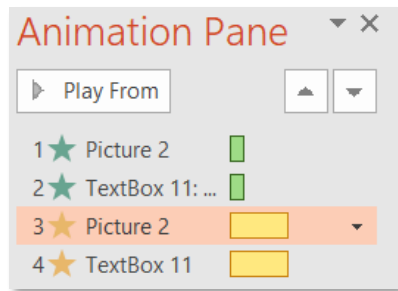 Animation Pane
Play From
1 Picture 2
2 TextBox 11: ...
3 Picture 2
4 TextBox 11